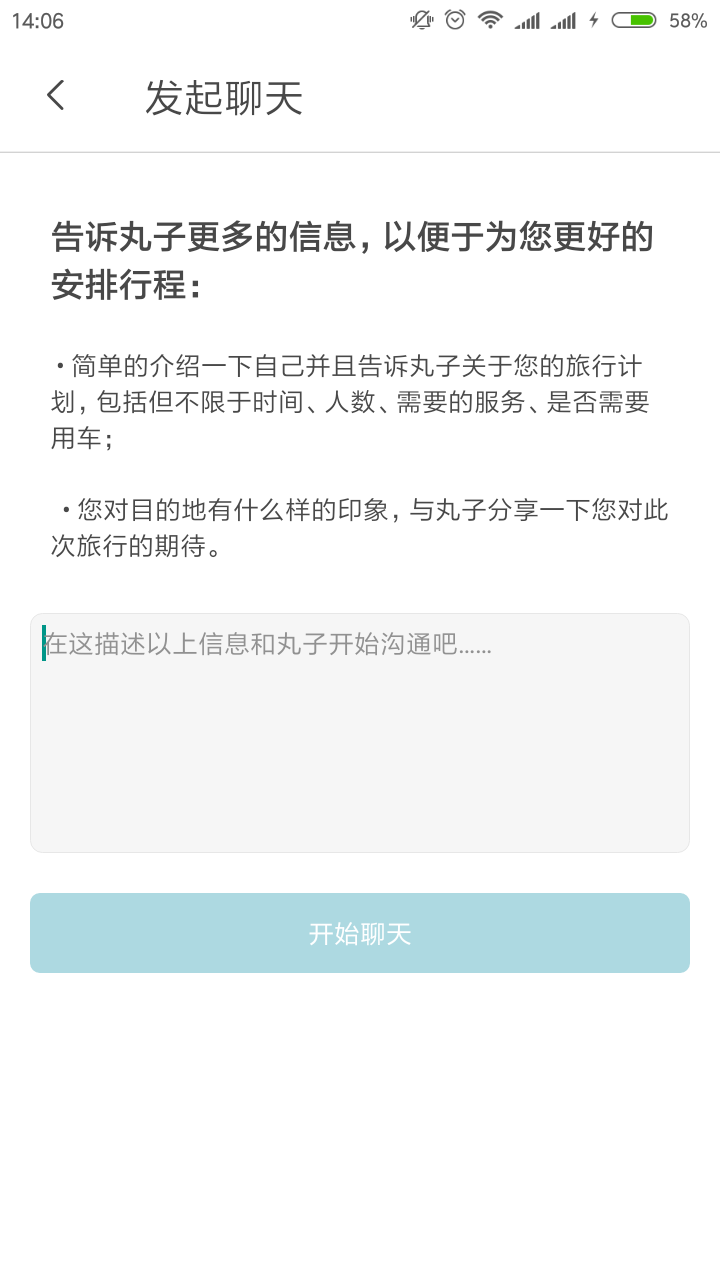 14:06
58%
发起聊天
告诉丸子更多的信息，以便于为您更好的
安排行程：
•简单的介绍一下自己并且告诉丸子关于您的旅行计
划，包括但不限于时间、人数、需要的服务、是否需要
用车；
•您对目的地有什么样的印象，与丸子分享一下您对此
次旅行的期待。
在这描述以上信息和丸子开始沟通吧......
开始聊天